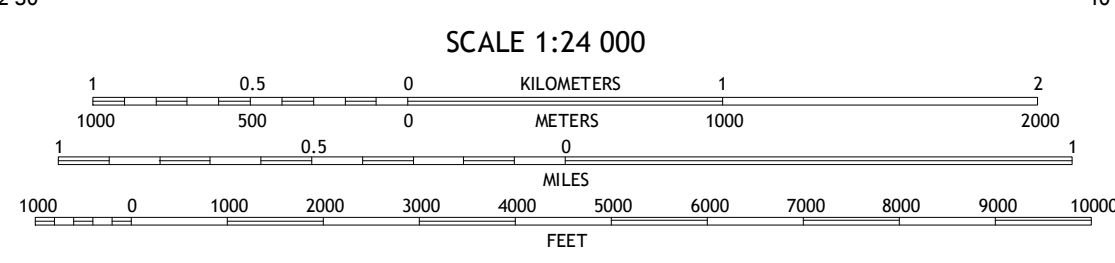 SCALE 1:24 000
1 0.5 0 KILOMETERS 1 2
1000 500 0 METERS 1000 2000
1 0.5 0 1
MILES
1000 0 1000 2000 3000 4000 5000 6000 7000 8000 9000 10000
FEET